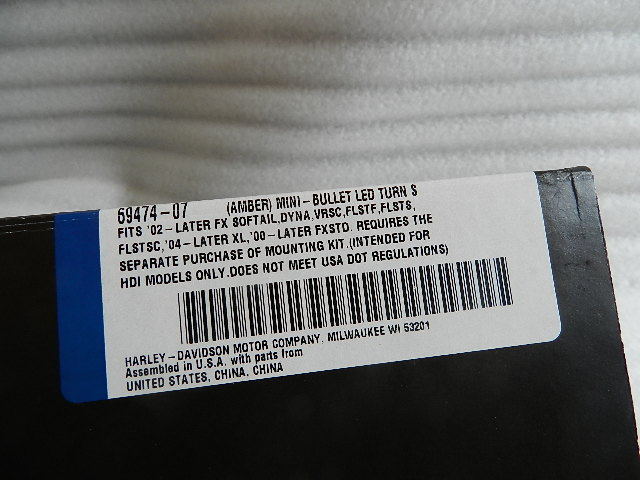 69474-07 (AMBER) MINI-BULLET LED TURN S
FITS '02-LATER FX SOFTAIL,DYNA,VRSC,FLSTF,FLSTS,
FLSTSC,'04-LATER XL,'00-LATER FXSTD. REQUIRES THE
SEPARATE PURCHASE OF MOUNTING KIT.(INTENDED FOR
HDI MODELS ONLY.DOES NOT MEET USA DOT REGULATIONS)
HARLEY-DAVIDSON MOTOR COMPANY, MILWAUKEE WI 53201
Assembled in U.S.A. with parts from
UNITED STATES, CHINA, CHINA